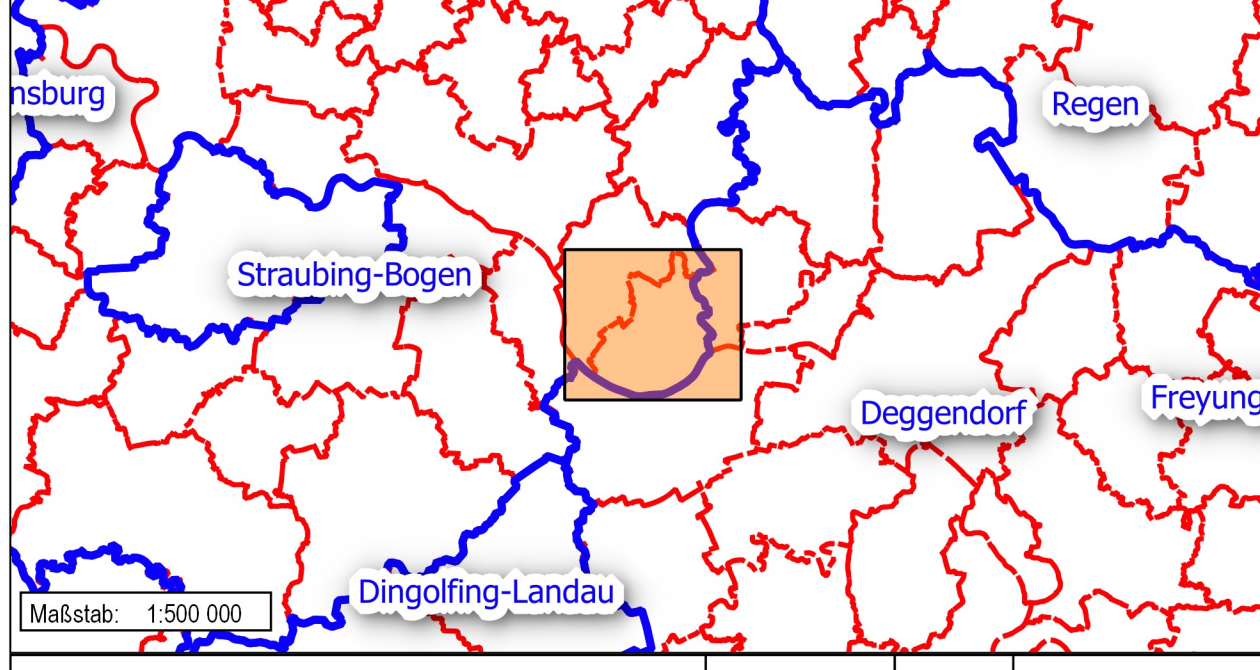 nsburg
Regen
Straubing-Bogen
Deggendorf
Freyung
Dingolfing-Landau
Maßstab: 1:500 000